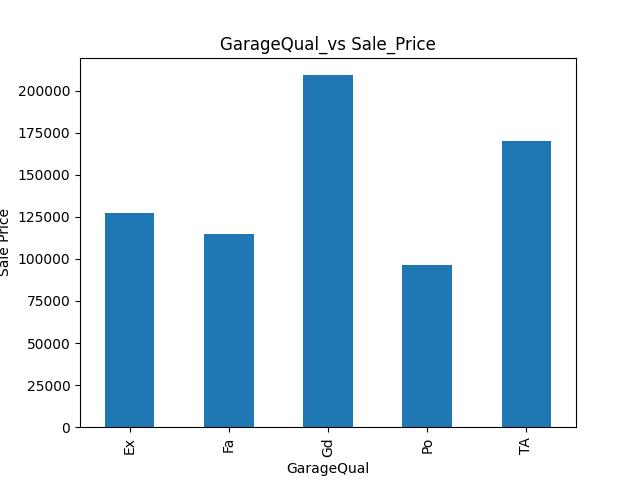 GarageQual_vs Sale_Price
200000
175000
150000
125000
100000
75000
50000
25000
0
Sale Price
Ex
Fa
Gd
Po
TA
GarageQual